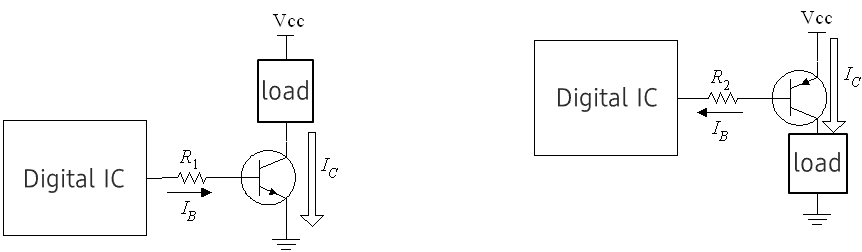 Vcc
load
Digital IC
R1
IB
IC
Vcc
Digital IC
R2
IB
IC
load